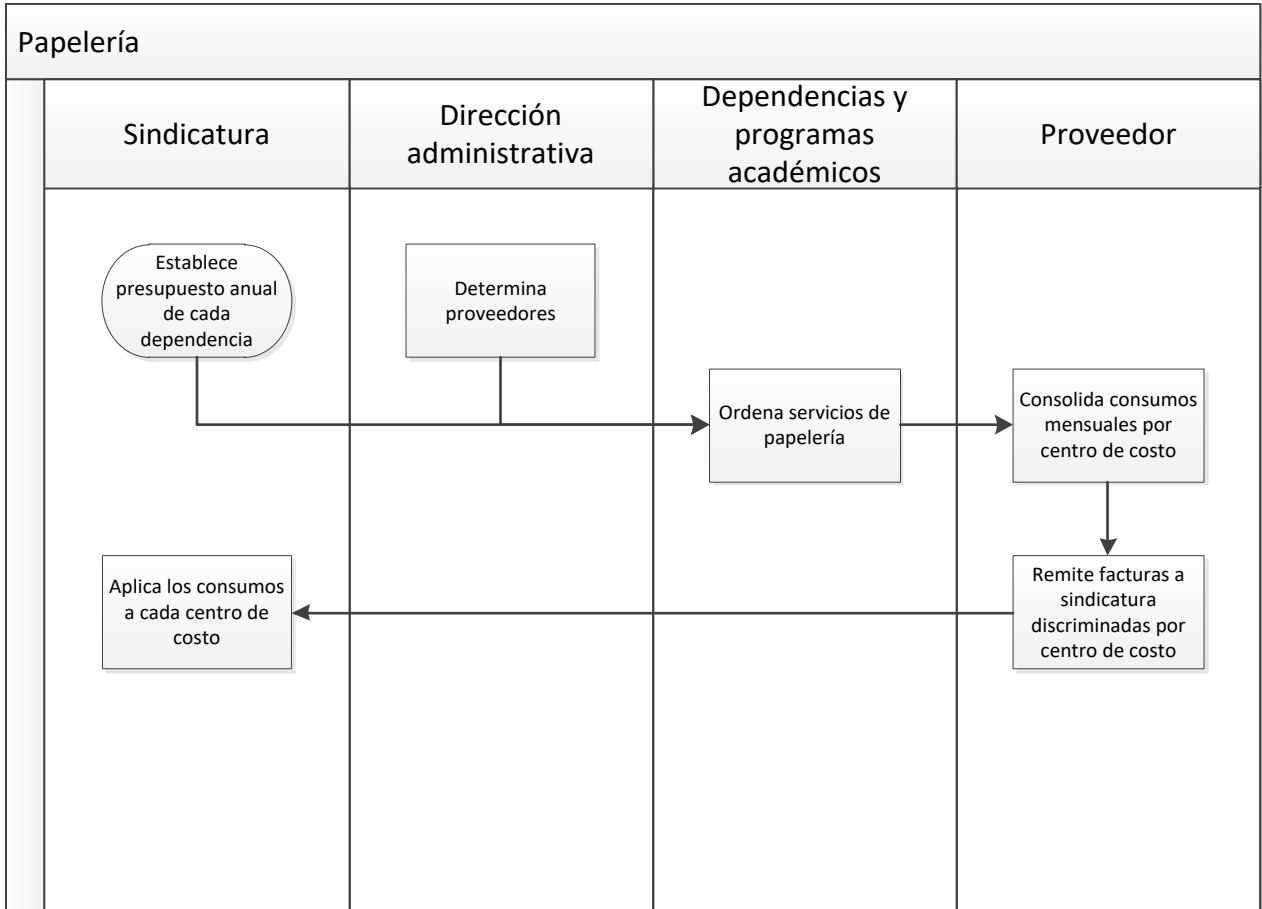 Papelería
Sindicatura
Dirección
administrativa
Dependencias y
programas
académicos
Proveedor
Establece
presupuesto anual
de cada
dependencia
Determina
proveedores
Ordena servicios de
papelería
Consolida consumos
mensuales por
centro de costo
Aplica los consumos
a cada centro de
costo
Remite facturas a
sindicatura
discriminadas por
centro de costo